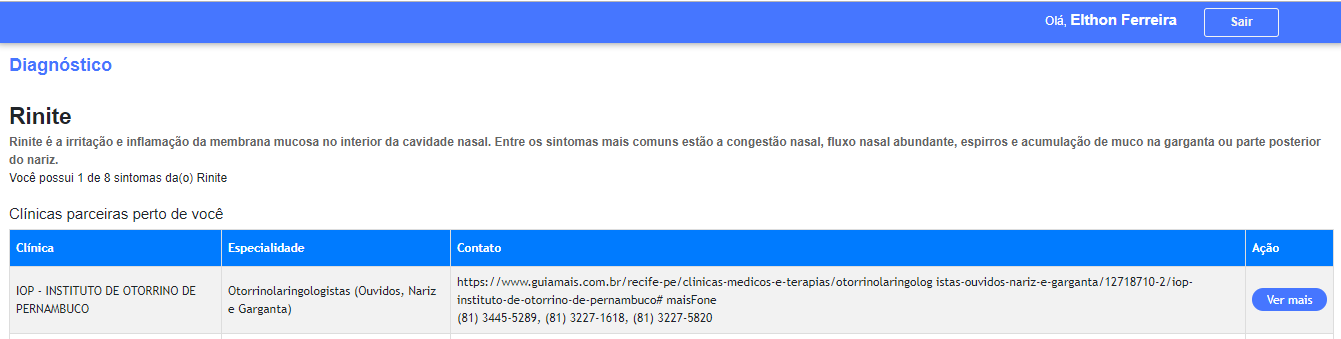 Olá, Elthon Ferreira
Sair
Diagnóstico
Rinite
Rinite é a irritação e inflamação da membrana mucosa no interior da cavidade nasal. Entre os sintomas mais comuns estão a congestão nasal, fluxo nasal abundante, espirros e acumulação de muco na garganta ou parte posterior
do nariz.
Você possui 1 de 8 sintomas da(o) Rinite
Clínicas parceiras perto de você
Clínica
Especialidade
Contato
Ação
IOP - INSTITUTO DE OTORRINO DE
PERNAMBUCO
Otorrinolaringologistas (Ouvidos, Nariz
e Garganta)
https://www.guiamais.com.br/recife-pe/clinicas-medicos-e-terapias/otorrinolaringolog istas-ouvidos-nariz-e-garganta/12718710-2/iop-
instituto-de-otorrino-de-pernambuco# maisFone
(81) 3445-5289, (81) 3227-1618, (81) 3227-5820
Ver mais